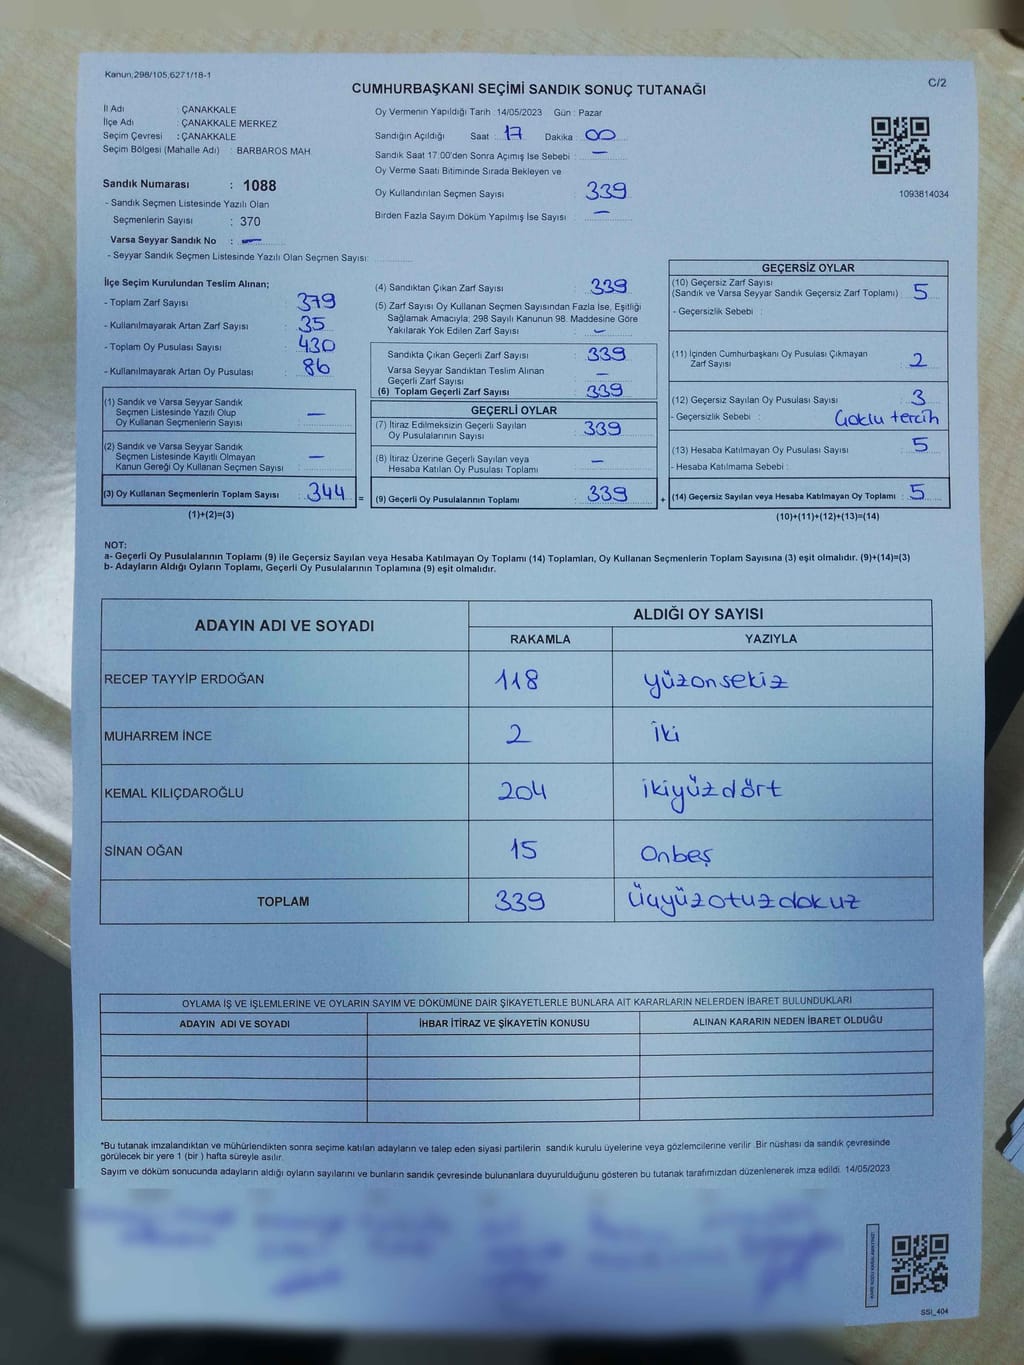 Kanun,298/105,6271/18-1
C/2
CUMHURBAŞKANI SEÇİMİ SANDIK SONUÇ TUTANAĞI
İl Adı : ÇANAKKALE
İlçe Adı : ÇANAKKALE MERKEZ
Seçim Çevresi : ÇANAKKALE
Seçim Bölgesi (Mahalle Adı) : BARBAROS MAH.
Sandık Numarası : 1088
- Sandık Seçmen Listesinde Yazılı Olan
Seçmenlerin Sayısı : 370
Varsa Seyyar Sandık No : —
- Seyyar Sandık Seçmen Listesinde Yazılı Olan Seçmen Sayısı:
Oy Vermenin Yapıldığı Tarih :14/05/2023 Gün : Pazar
Sandığın Açıldığı Saat : 17 Dakika : 00
Sandık Saat 17:00'den Sonra Açımış İse Sebebi : —
Oy Verme Saati Bitiminde Sırada Bekleyen ve
Oy Kullandırılan Seçmen Sayısı : 339
Birden Fazla Sayım Döküm Yapılmış İse Sayısı : —
1093814034
İlçe Seçim Kurulundan Teslim Alınan;
- Toplam Zarf Sayısı : 379
- Kullanılmayarak Artan Zarf Sayısı : 35
- Toplam Oy Pusulası Sayısı : 430
- Kullanılmayarak Artan Oy Pusulası : 86
(1) Sandık ve Varsa Seyyar Sandık
Seçmen Listesinde Yazılı Olup
Oy Kullanan Seçmenlerin Sayısı : —
(2) Sandık ve Varsa Seyyar Sandık
Seçmen Listesinde Kayıtlı Olmayan
Kanun Gereği Oy Kullanan Seçmen Sayısı : —
(3) Oy Kullanan Seçmenlerin Toplam Sayısı : 344 =
(1)+(2)=(3)
(4) Sandıktan Çıkan Zarf Sayısı : 339
(5) Zarf Sayısı Oy Kullanan Seçmen Sayısından Fazla İse, Eşitliği
Sağlamak Amacıyla; 298 Sayılı Kanunun 98. Maddesine Göre
Yakılarak Yok Edilen Zarf Sayısı : —
Sandıkta Çıkan Geçerli Zarf Sayısı : 339
Varsa Seyyar Sandıktan Teslim Alınan
Geçerli Zarf Sayısı : —
(6) Toplam Geçerli Zarf Sayısı : 339
GEÇERLİ OYLAR
(7) İtiraz Edilmeksizin Geçerli Sayılan
Oy Pusulalarının Sayısı : 339
(8) İtiraz Üzerine Geçerli Sayılan veya
Hesaba Katılan Oy Pusulası Toplamı : —
(9) Geçerli Oy Pusulalarının Toplamı : 339 +
GEÇERSİZ OYLAR
(10) Geçersiz Zarf Sayısı
(Sandık ve Varsa Seyyar Sandık Geçersiz Zarf Toplamı) : 5
- Geçersizlik Sebebi :
(11) İçinden Cumhurbaşkanı Oy Pusulası Çıkmayan
Zarf Sayısı : 2
(12) Geçersiz Sayılan Oy Pusulası Sayısı : 3
- Geçersizlik Sebebi : Çoklu tercih
(13) Hesaba Katılmayan Oy Pusulası Sayısı : 5
- Hesaba Katılmama Sebebi :
(14) Geçersiz Sayılan veya Hesaba Katılmayan Oy Toplamı : 5
(10)+(11)+(12)+(13)=(14)
NOT:
a- Geçerli Oy Pusulalarının Toplamı (9) ile Geçersiz Sayılan veya Hesaba Katılmayan Oy Toplamı (14) Toplamları, Oy Kullanan Seçmenlerin Toplam Sayısına (3) eşit olmalıdır. (9)+(14)=(3)
b- Adayların Aldığı Oyların Toplamı, Geçerli Oy Pusulalarının Toplamına (9) eşit olmalıdır.
ADAYIN ADI VE SOYADI
ALDIĞI OY SAYISI
RAKAMLA YAZIYLA
RECEP TAYYİP ERDOĞAN 118 yüzonsekiz
MUHARREM İNCE 2 iki
KEMAL KILIÇDAROĞLU 204 ikiyüzdört
SİNAN OĞAN 15 Onbeş
TOPLAM 339 Üçyüzotuzdokuz
OYLAMA İŞ VE İŞLEMLERİNE VE OYLARIN SAYIM VE DÖKÜMÜNE DAİR ŞİKAYETLERLE BUNLARA AİT KARARLARIN NELERDEN İBARET BULUNDUKLARI
ADAYIN ADI VE SOYADI İHBAR İTİRAZ VE ŞİKAYETİN KONUSU ALINAN KARARIN NEDEN İBARET OLDUĞU
*Bu tutanak imzalandıktan ve mühürlendikten sonra seçime katılan adayların ve talep eden siyasi partilerin sandık kurulu üyelerine veya gözlemcilerine verilir. Bir nüshası da sandık çevresinde
görülecek bir yere 1 (bir) hafta süreyle asılır.
Sayım ve döküm sonucunda adayların aldığı oyların sayılarını ve bunların sandık çevresinde bulunanlara duyurulduğunu gösteren bu tutanak tarafımızdan düzenlenerek imza edildi. 14/05/2023
SSI_404